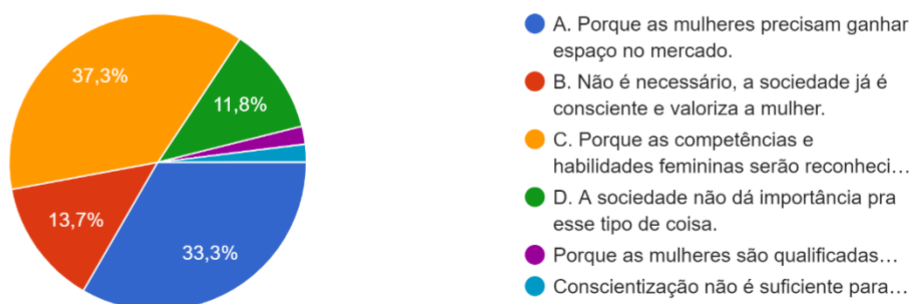 37,3%
11,8%
13,7%
33,3%
A. Porque as mulheres precisam ganhar
espaço no mercado.
B. Não é necessário, a sociedade já é
consciente e valoriza a mulher.
C. Porque as competências e
habilidades femininas serão reconheci…
D. A sociedade não dá importância pra
esse tipo de coisa.
Porque as mulheres são qualificadas…
Conscientização não é suficiente para…